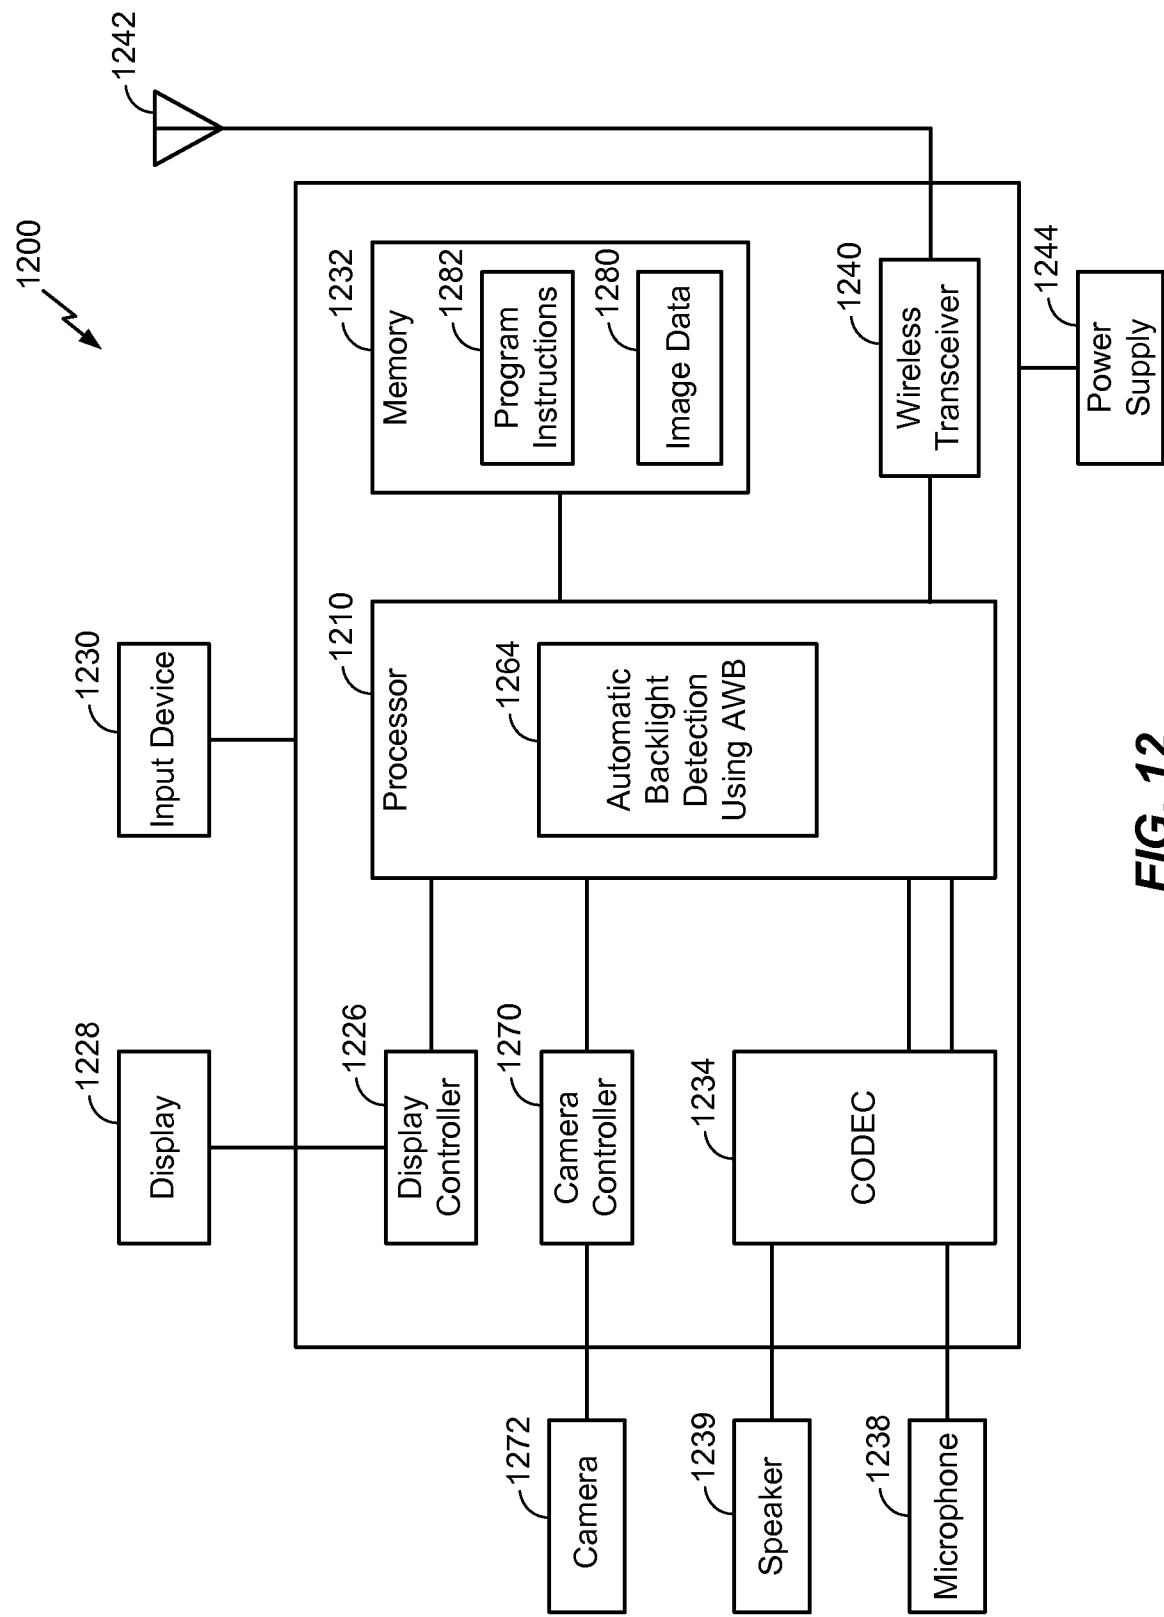 1200
1228
Display
1230
Input Device
1242
1226
Display
Controller
1210
Processor
1232
Memory
1272
Camera
1270
Camera
Controller
1264
Automatic
Backlight
Detection
Using AWB
1282
Program
Instructions
1280
Image Data
1239
Speaker
1234
CODEC
1238
Microphone
1240
Wireless
Transceiver
1244
Power
Supply
FIG. 12